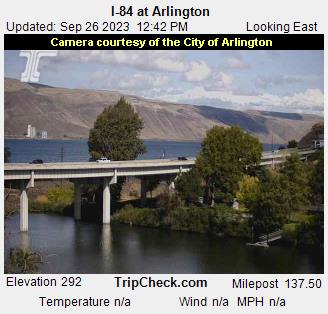 I-84 at Arlington
Updated: Sep 26 2023 12:42 PM Looking East
Camera courtesy of the City of Arlington
Elevation 292 TripCheck.com Milepost 137.50
Temperature n/a Wind n/a MPH n/a